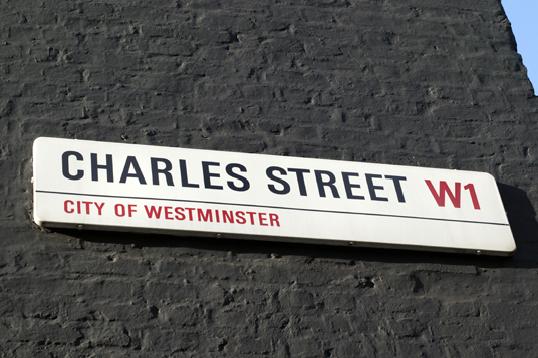 CHARLES STREET W1
CITY OF WESTMINSTER